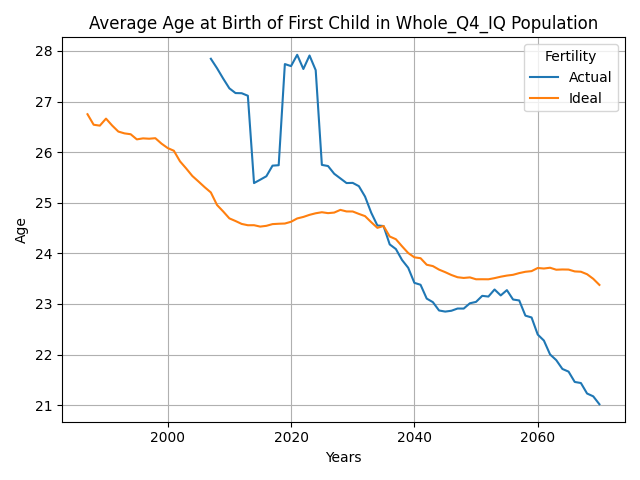 Average Age at Birth of First Child in Whole_Q4_IQ Population
Fertility
Actual
Ideal
28
27
26
25
24
23
22
21
Age
2000
2020
2040
2060
Years